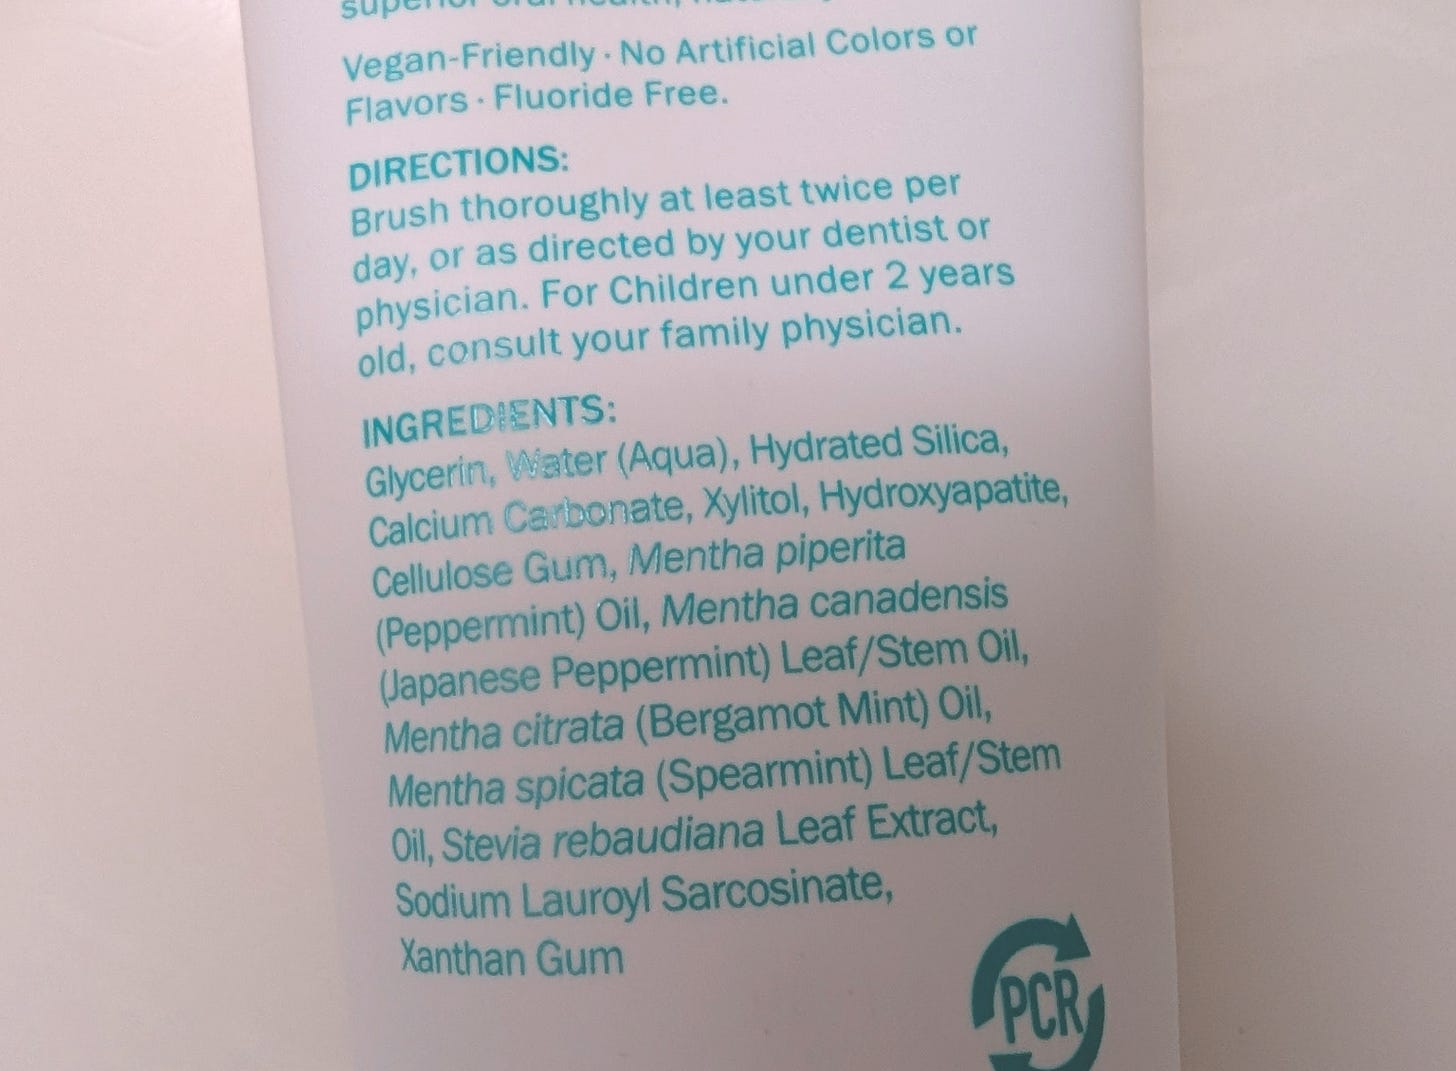 superior oral health, naturally
Vegan-Friendly · No Artificial Colors or
Flavors · Fluoride Free.
DIRECTIONS:
Brush thoroughly at least twice per
day, or as directed by your dentist or
physician. For Children under 2 years
old, consult your family physician.
INGREDIENTS:
Glycerin, Water (Aqua), Hydrated Silica,
Calcium Carbonate, Xylitol, Hydroxyapatite,
Cellulose Gum, Mentha piperita
(Peppermint) Oil, Mentha canadensis
(Japanese Peppermint) Leaf/Stem Oil,
Mentha citrata (Bergamot Mint) Oil,
Mentha spicata (Spearmint) Leaf/Stem
Oil, Stevia rebaudiana Leaf Extract,
Sodium Lauroyl Sarcosinate,
Xanthan Gum
PCR